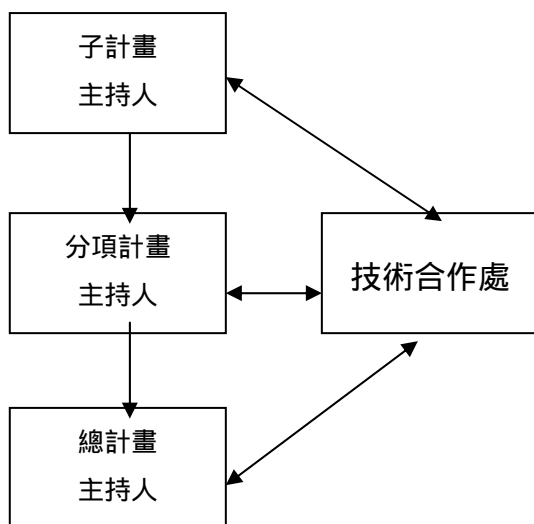 子計畫
主持人
分項計畫
主持人
技術合作處
總計畫
主持人